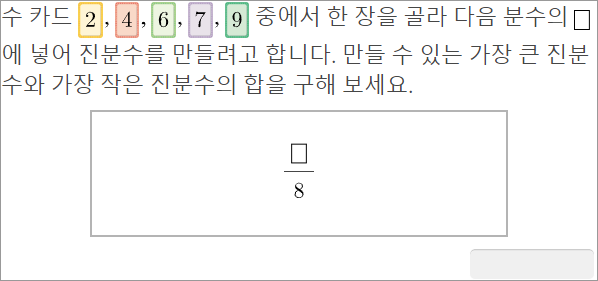 수 카드 2, 4, 6, 7, 9 중에서 한 장을 골라 다음 분수의 □
에 넣어 진분수를 만들려고 합니다. 만들 수 있는 가장 큰 진분
수와 가장 작은 진분수의 합을 구해 보세요.
□
8